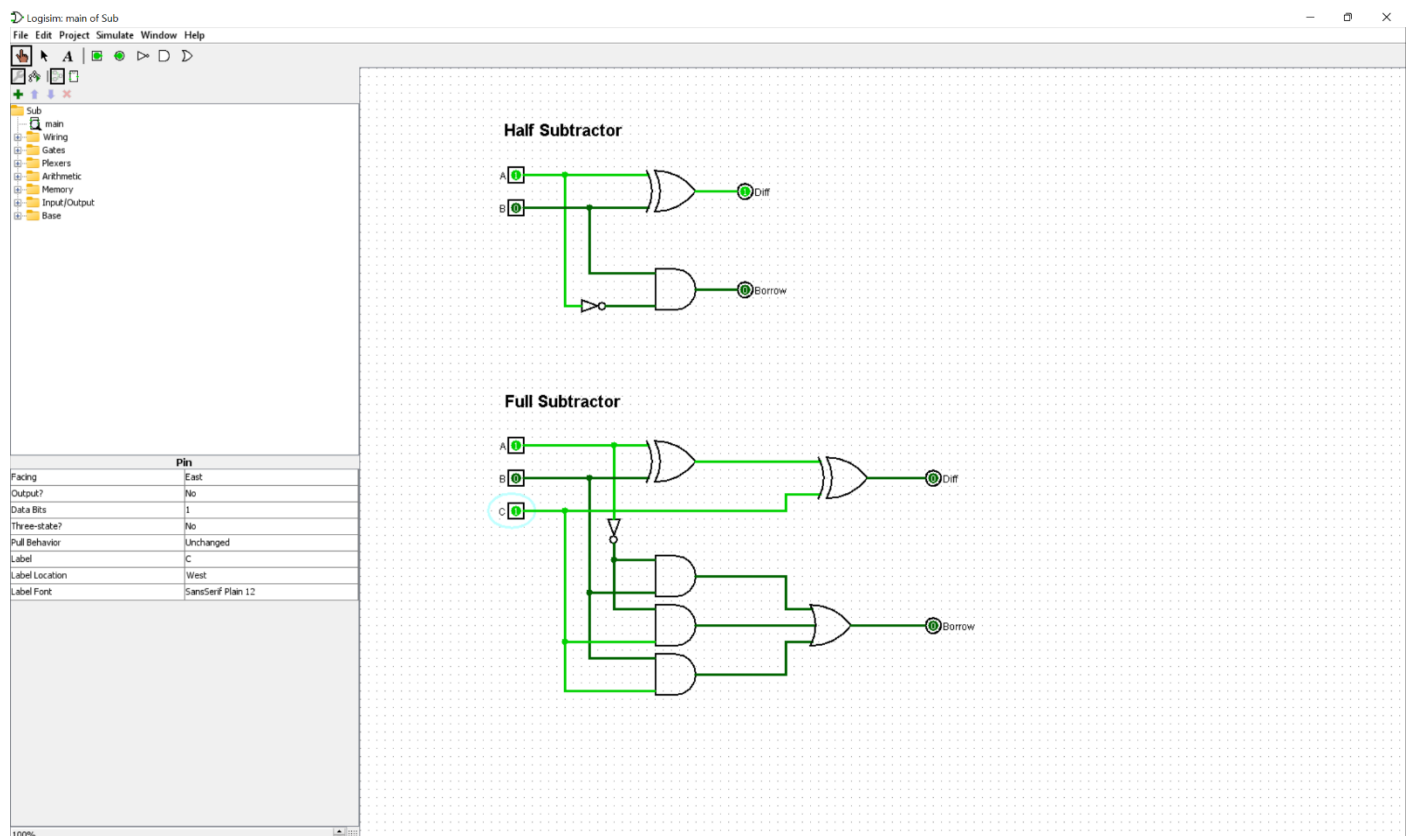 Logisim: main of Sub
File Edit Project Simulate Window Help
A
Sub
main
Wiring
Gates
Plexers
Arithmetic
Memory
Input/Output
Base
Pin
Facing East
Output? No
Data Bits 1
Three-state? No
Pull Behavior Unchanged
Label C
Label Location West
Label Font SansSerif Plain 12
100%
Half Subtractor
A 1
1 Diff
B 0
0 Borrow
Full Subtractor
A 1
B 0
0 Diff
C 1
0 Borrow